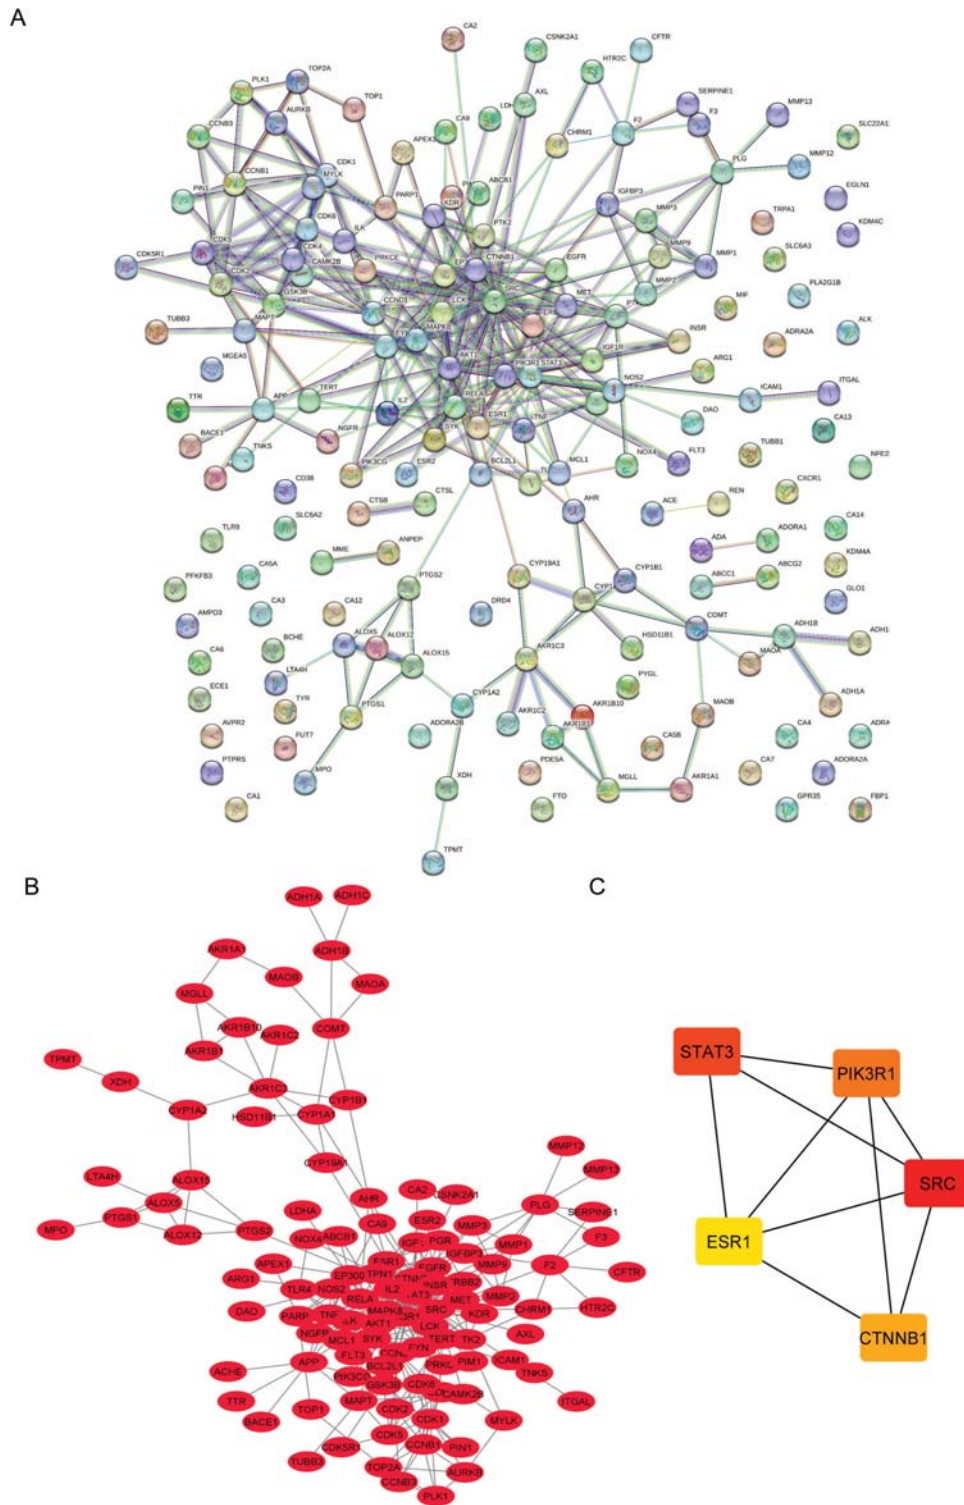 A
CA2
CSNK2A1
CFTR
TOP2A
HTR2C
PLK1
AXL
SERPINE1
TOP1
MMP13
AURKB
LDH
F2
F3
CCNB3
CA9
SLC22A1
APEX1
CHRM1
PLG
CDK1
MMP12
MYLK
CCNB1
ABCB1
EGLN1
PIN1
PARP1
IGFBP3
KDR
PTK2
MMP3
TRPA1
KDM4C
CDK6
ILK
CDK5
CDK4
CTNNB1
MMP9
MMP1
SLC6A3
CDK5R1
CAMK2B
PRKCE
EGFR
CDK2
SRC
MMP2
PLA2G1B
GSK3B
MET
MIF
CCND1
LCK
TUBB3
MAPT
MAPK8
INSR
ADRA2A
ALK
AKT1
IGF1R
MGEA5
PIK3R1
STAT3
ARG1
TERT
NOS2
ICAM1
ITGAL
TTR
APP
IL2
RELA
ESR1
TNF
DAO
CA13
BACE1
NGFR
SYK
NOX4
TUBB1
TNKS
PIK3CG
ESR2
BCL2L1
MCL1
FLT3
NFE2
CD38
CTSB
CTSL
AHR
ACE
REN
CXCR1
SLC6A2
CA14
TLR9
ADA
ADORA1
MME
ANPEP
KDM4A
PFKFB3
CA5A
PTGS2
CYP19A1
CYP1B1
ABCC1
ABCG2
GLO1
AMPD3
CA3
CA12
DRD4
COMT
ALOX5
ALOX12
ADH1B
ADH1
CA6
BCHE
ALOX15
AKR1C3
HSD11B1
MAOA
LTA4H
ECE1
CYP1A2
PYGL
ADH1A
TYR
PTGS1
AKR1C2
AKR1B10
MAOB
AVPR2
ADORA2B
AKR1B1
CA4
ADRA
FUT7
CA5B
PTPRS
MPO
XDH
PDE5A
MGLL
AKR1A1
CA7
ADORA2A
CA1
FTO
GPR35
FBP1
TPMT
B
C
ADH1A
ADH1C
AKR1A1
ADH1B
MAOB
MAOA
MGLL
AKR1B10
AKR1C2
COMT
AKR1B1
TPMT
XDH
AKR1C3
CYP1B1
CYP1A2
HSD11B1
CYP1A1
CYP19A1
MMP12
MMP13
LTA4H
ALOX15
AHR
CA2
CSNK2A1
ALOX5
PLG
SERPINE1
MPO
PTGS1
LDHA
CA9
ESR2
ALOX12
PTGS2
NOX4
ABCB1
PGR
MMP3
MMP1
F3
IGFBP3
APEX1
ESR1
EGFR
MMP9
F2
CFTR
ARG1
TLR4
EP300
NOS2
IL2
INSR
MMP2
DAO
RELA
MET
CHRM1
HTR2C
MAPK8
SRC
KDR
AKT1
LCK
NGFR
MCL1
SYK
TERT
AXL
FLT3
FYN
ACHE
APP
BCL2L1
PIM1
ICAM1
TNKS
TTR
PIK3CG
GSK3B
CDK6
CAMK2B
ITGAL
BACE1
TOP1
MAPT
CDK2
CDK1
MYLK
CDK5R1
CDK5
CCNB1
PIN1
TUBB3
TOP2A
AURKB
CCNB3
PLK1
STAT3
PIK3R1
SRC
ESR1
CTNNB1